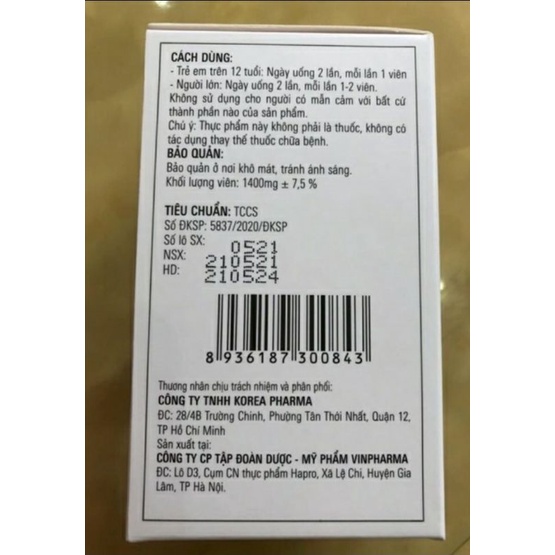 CÁCH DÙNG:
- Trẻ em trên 12 tuổi: Ngày uống 2 lần, mỗi lần 1 viên
- Người lớn: Ngày uống 2 lần, mỗi lần 1-2 viên.
Không sử dụng cho người có mẫn cảm với bất cứ
thành phần nào của sản phẩm.
Chú ý: Thực phẩm này không phải là thuốc, không có
tác dụng thay thế thuốc chữa bệnh.
BẢO QUẢN:
Bảo quản ở nơi khô mát, tránh ánh sáng.
Khối lượng viên: 1400mg ± 7,5 %
TIÊU CHUẨN: TCCS
Số ĐKSP: 5837/2020/ĐKSP
Số lô SX: 0521
NSX: 210521
HD: 210524
8 936187 300843
Thương nhân chịu trách nhiệm và phân phối:
CÔNG TY TNHH KOREA PHARMA
ĐC: 28/4B Trường Chinh, Phường Tân Thới Nhất, Quận 12,
TP Hồ Chí Minh
Sản xuất tại:
CÔNG TY CP TẬP ĐOÀN DƯỢC - MỸ PHẨM VINPHARMA
ĐC: Lô D3, Cụm CN thực phẩm Hapro, Xã Lệ Chi, Huyện Gia
Lâm, TP Hà Nội.